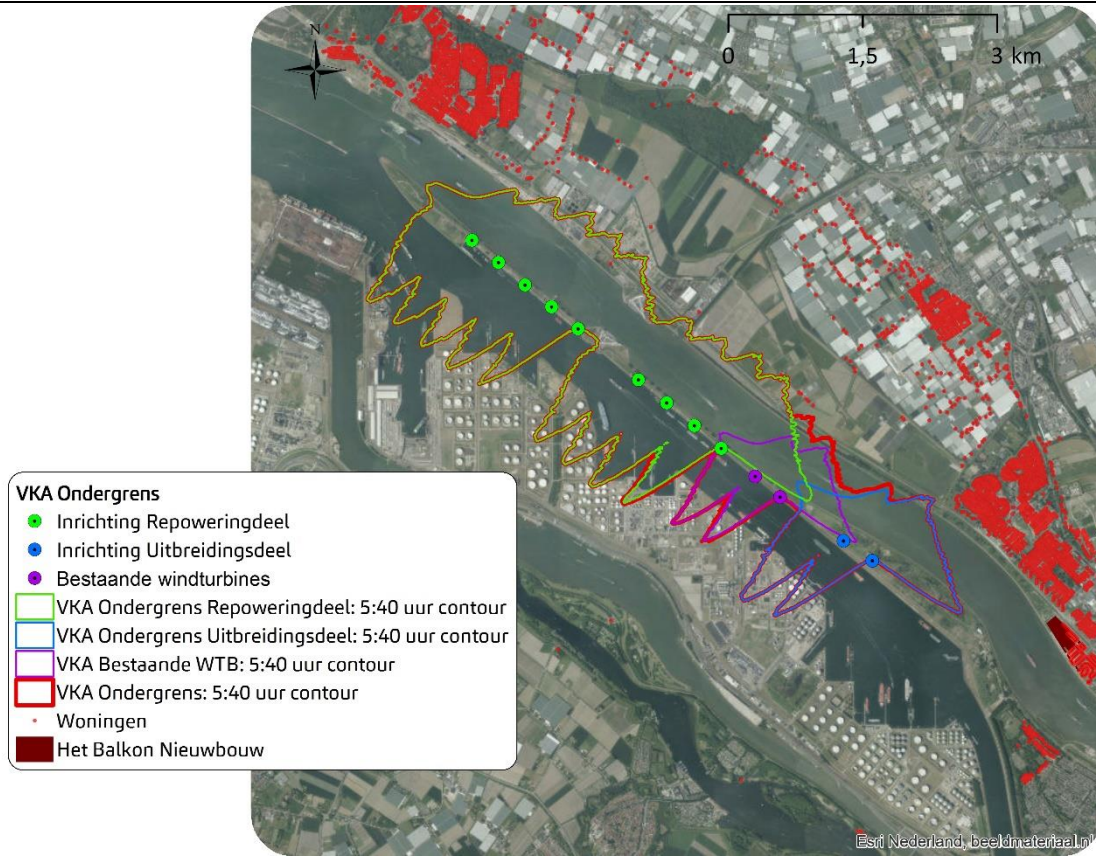 N
0 1,5 3 km
VKA Ondergrens
Inrichting Repoweringdeel
Inrichting Uitbreidingsdeel
Bestaande windturbines
VKA Ondergrens Repoweringdeel: 5:40 uur contour
VKA Ondergrens Uitbreidingsdeel: 5:40 uur contour
VKA Bestaande WTB: 5:40 uur contour
VKA Ondergrens: 5:40 uur contour
Woningen
Het Balkon Nieuwbouw
Esri Nederland, beeldmateriaal.nl